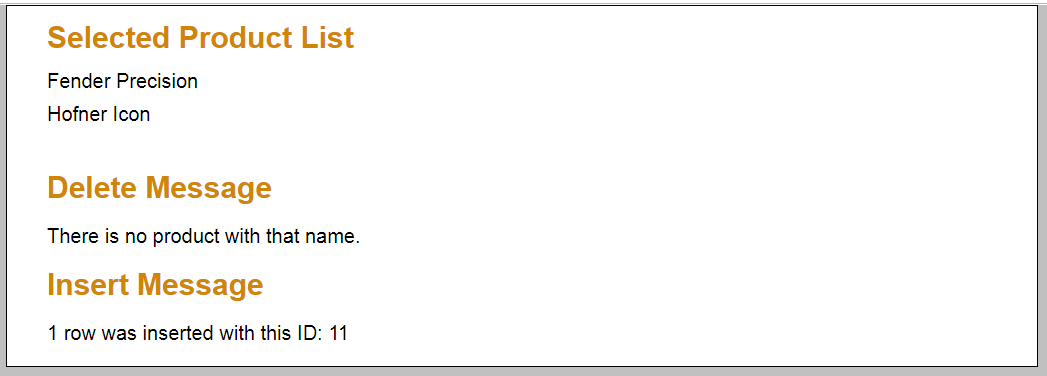 Selected Product List
Fender Precision
Hofner Icon
Delete Message
There is no product with that name.
Insert Message
1 row was inserted with this ID: 11